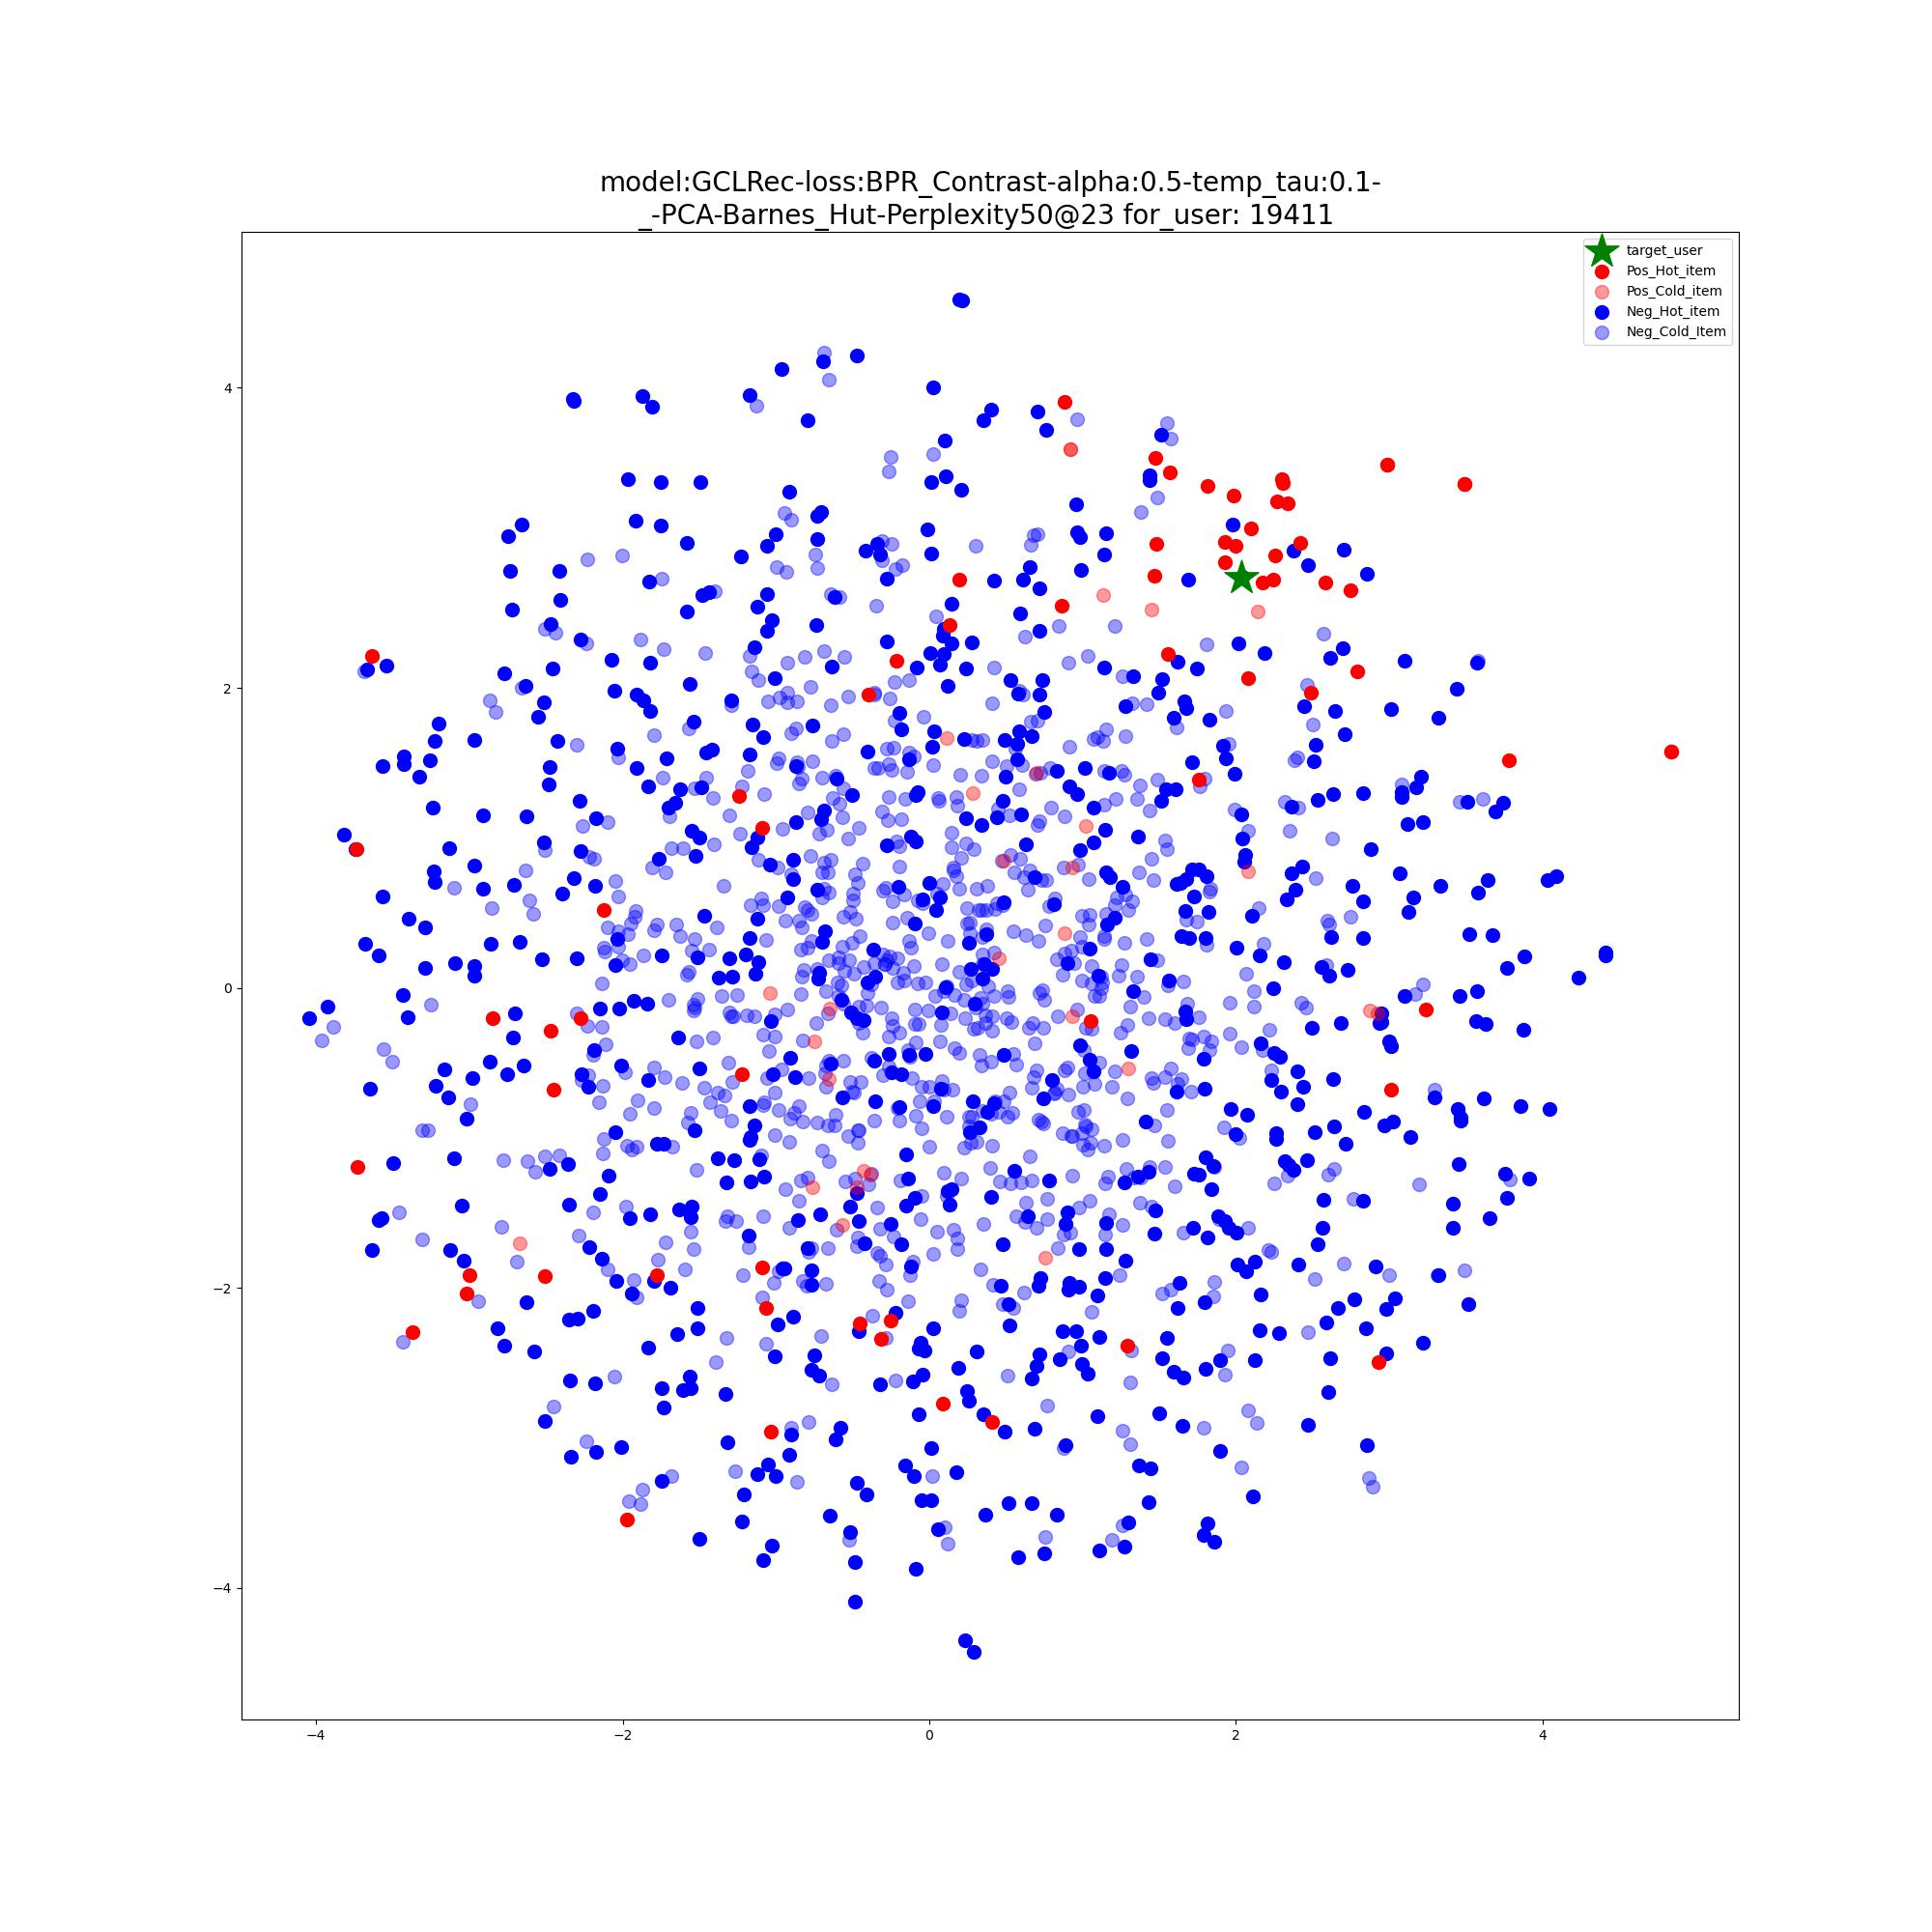 model:GCLRec-loss:BPR_Contrast-alpha:0.5-temp_tau:0.1-
_-PCA-Barnes_Hut-Perplexity50@23 for_user: 19411
target_user
Pos_Hot_item
Pos_Cold_item
Neg_Hot_item
Neg_Cold_Item
4
2
0
−2
−4
−4 −2 0 2 4